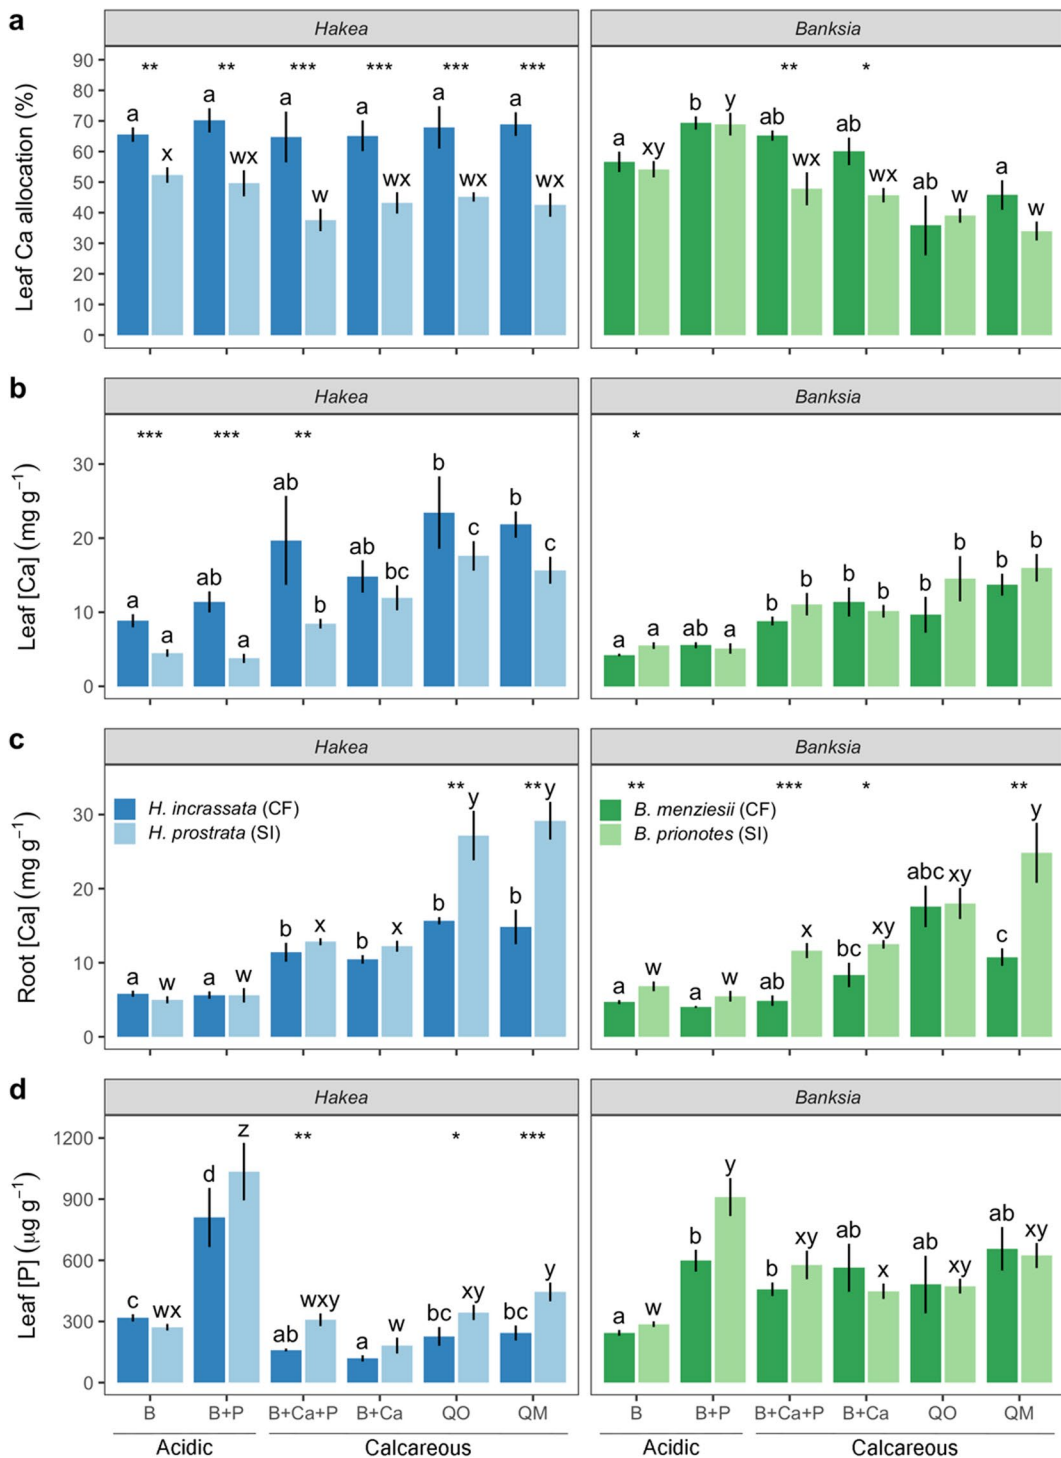 a
Hakea
Banksia
Leaf Ca allocation (%)
90
80
70
60
50
40
30
20
10
0
** ** *** *** *** ***
a x a wx a w a wx a wx a wx
** *
a xy b y ab wx ab wx ab w a w
b
Hakea
Banksia
Leaf [Ca] (mg g⁻¹)
30
20
10
0
*** *** **
a a ab a ab b ab bc b c b c
*
a a ab a b b b b b b b b
c
Hakea
Banksia
Root [Ca] (mg g⁻¹)
30
20
10
0
** **
H. incrassata (CF)
H. prostrata (SI)
a w a w b x b x b y b y
** *** * **
B. menziesii (CF)
B. prionotes (SI)
a w a w ab x bc xy abc xy c y
d
Hakea
Banksia
Leaf [P] (µg g⁻¹)
1200
900
600
300
0
** * ***
c wx d z ab wxy a w bc xy bc y
a w b y b xy ab x ab xy ab xy
B B+P B+Ca+P B+Ca QO QM
Acidic Calcareous
B B+P B+Ca+P B+Ca QO QM
Acidic Calcareous